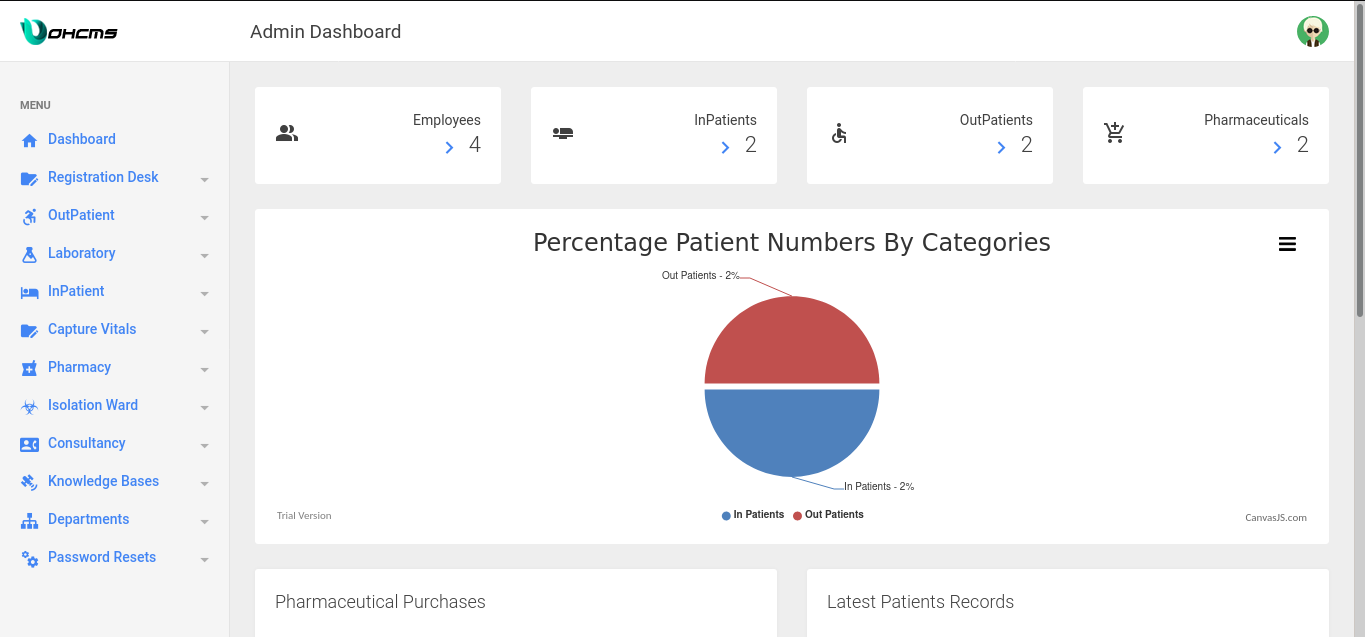 OHCMS
Admin Dashboard
MENU
Dashboard
Registration Desk
OutPatient
Laboratory
InPatient
Capture Vitals
Pharmacy
Isolation Ward
Consultancy
Knowledge Bases
Departments
Password Resets
Employees
4
InPatients
2
OutPatients
2
Pharmaceuticals
2
Percentage Patient Numbers By Categories
Out Patients - 2%
In Patients - 2%
In Patients Out Patients
Trial Version
CanvasJS.com
Pharmaceutical Purchases
Latest Patients Records